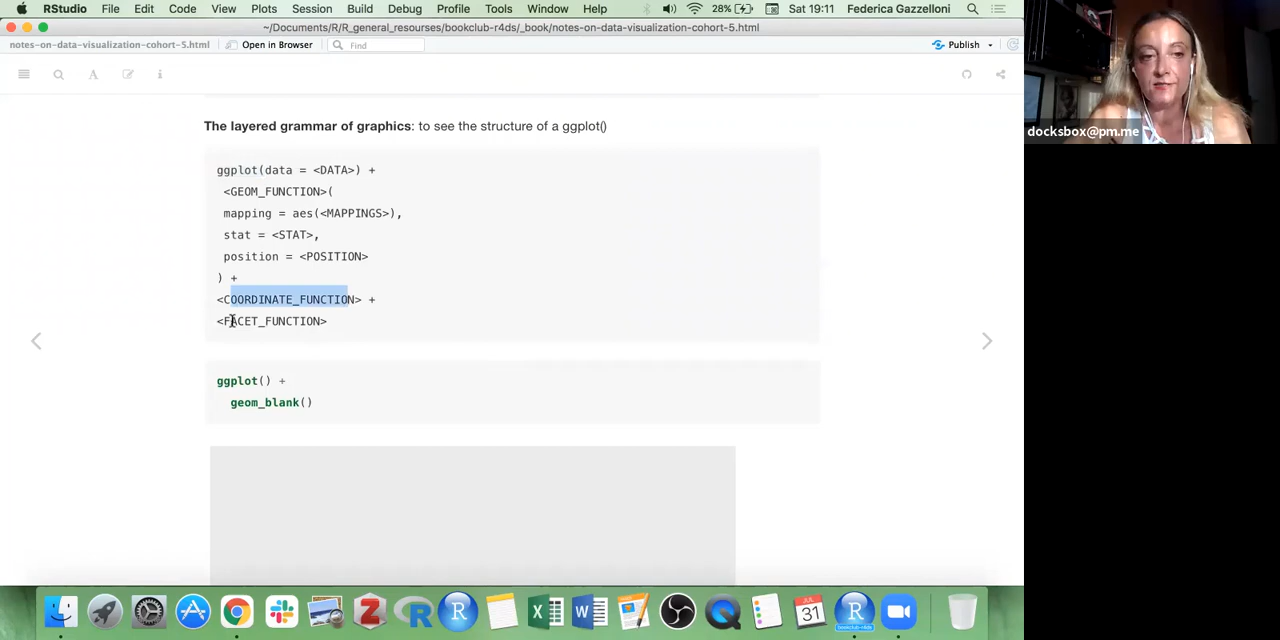 RStudio File Edit Code View Plots Session Build Debug Profile Tools Window Help 28% Sat 19:11 Federica Gazzelloni
~/Documents/R/R_general_resourses/bookclub-r4ds/_book/notes-on-data-visualization-cohort-5.html
notes-on-data-visualization-cohort-5.html Open in Browser Find Publish
The layered grammar of graphics: to see the structure of a ggplot()
ggplot(data = <DATA>) +
<GEOM_FUNCTION>(
mapping = aes(<MAPPINGS>),
stat = <STAT>,
position = <POSITION>
) +
<COORDINATE_FUNCTION> +
<FACET_FUNCTION>
ggplot() +
geom_blank()
docksbox@pm.me
31
bookclub-r4ds